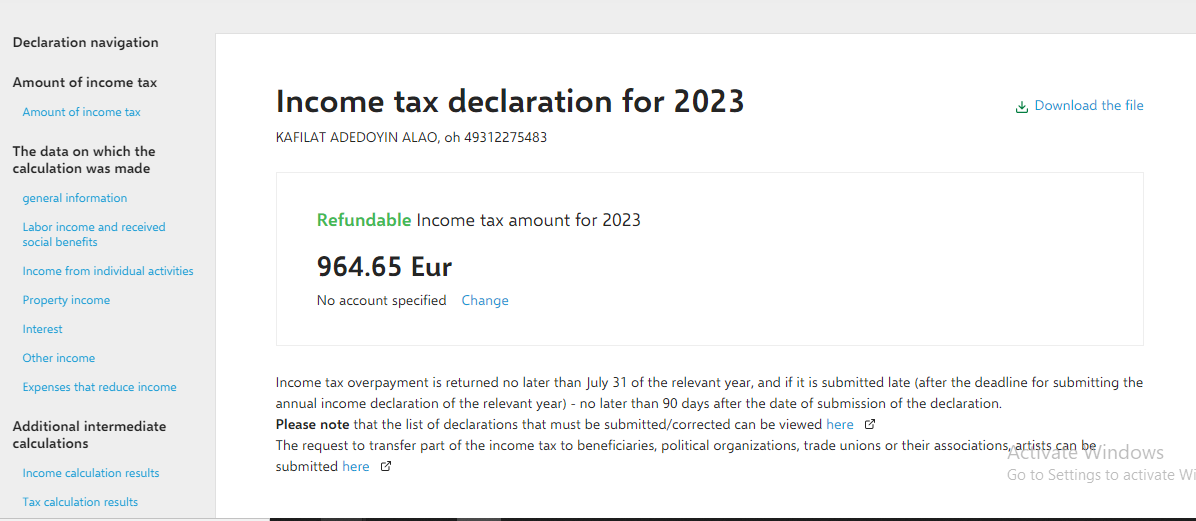 Declaration navigation
Amount of income tax
Amount of income tax
The data on which the
calculation was made
general information
Labor income and received
social benefits
Income from individual activities
Property income
Interest
Other income
Expenses that reduce income
Additional intermediate
calculations
Income calculation results
Tax calculation results
Income tax declaration for 2023
Download the file
KAFILAT ADEDOYIN ALAO, oh 49312275483
Refundable Income tax amount for 2023
964.65 Eur
No account specified Change
Income tax overpayment is returned no later than July 31 of the relevant year, and if it is submitted late (after the deadline for submitting the
annual income declaration of the relevant year) - no later than 90 days after the date of submission of the declaration.
Please note that the list of declarations that must be submitted/corrected can be viewed here
The request to transfer part of the income tax to beneficiaries, political organizations, trade unions or their associations, artists can be
submitted here
Activate Windows
Go to Settings to activate Wi